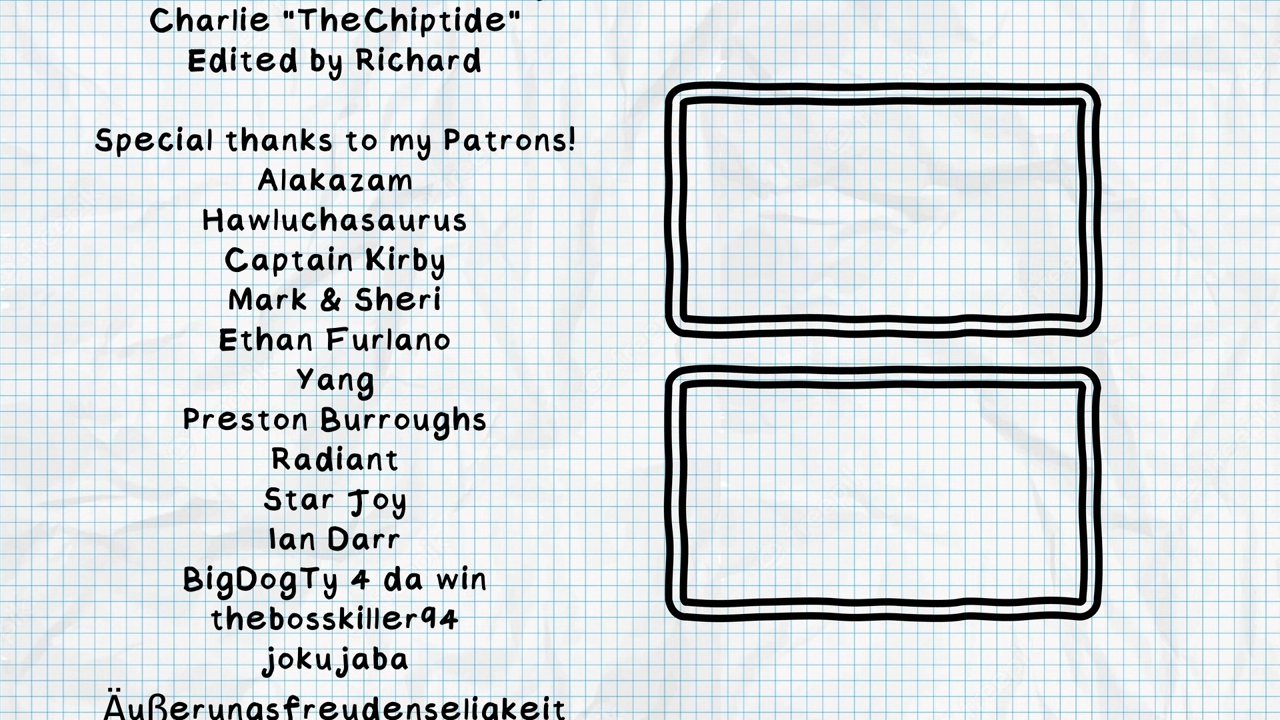 Charlie "TheChiptide"
Edited by Richard
Special thanks to my Patrons!
Alakazam
Hawluchasaurus
Captain Kirby
Mark & Sheri
Ethan Furlano
Yang
Preston Burroughs
Radiant
Star Joy
Ian Darr
BigDogTy 4 da win
thebosskiller94
jokujaba
Äußerungsfreudenseligkeit